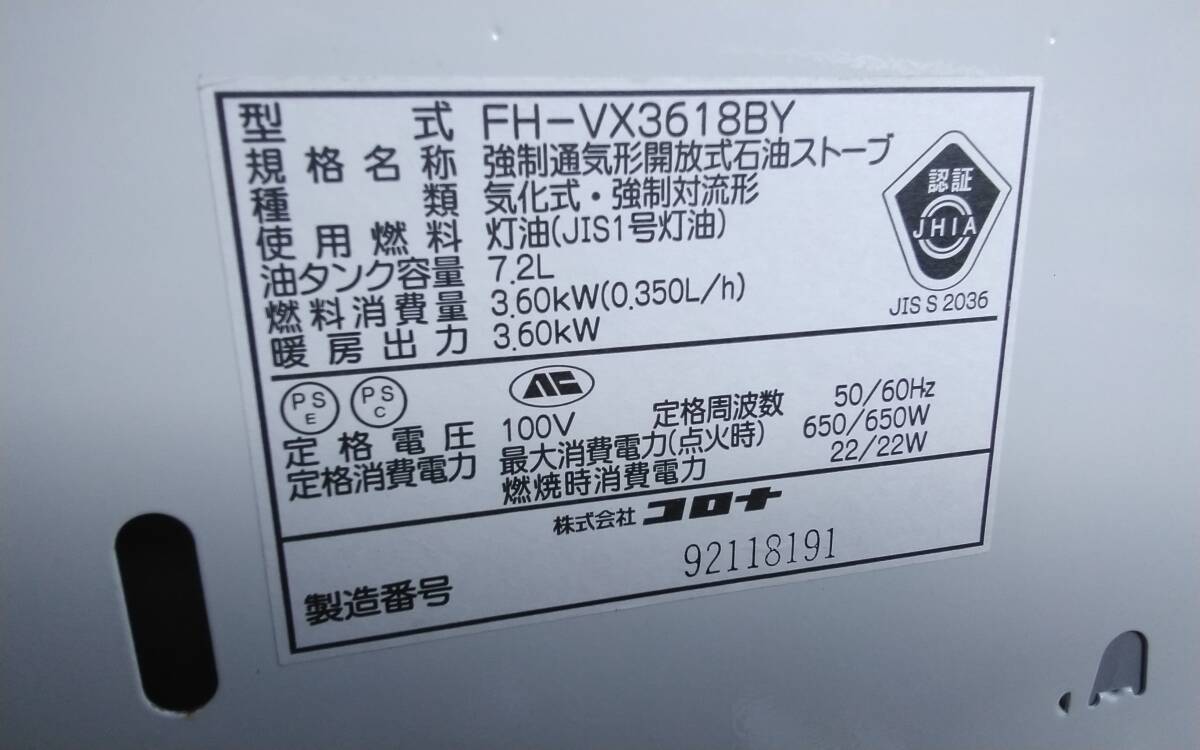 型式 FH-VX3618BY
規格名称 強制通気形開放式石油ストーブ
種類 気化式・強制対流形
使用燃料 灯油(JIS1号灯油)
油タンク容量 7.2L
燃料消費量 3.60kW(0.350L/h)
暖房出力 3.60kW
認証
JHIA
JIS S 2036
PS E
PS C
定格電圧 100V 定格周波数 50/60Hz
定格消費電力 最大消費電力(点火時) 650/650W
燃焼時消費電力 22/22W
株式会社 コロナ
製造番号 92118191